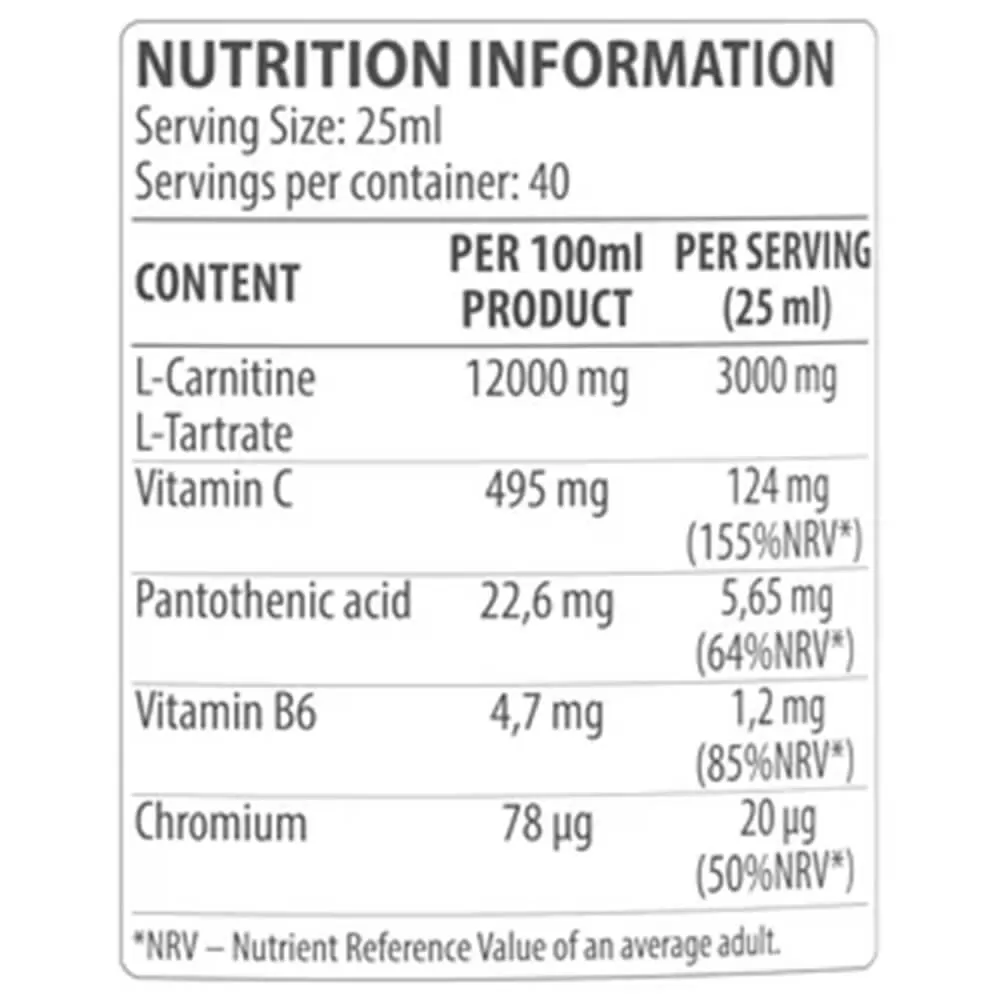 NUTRITION INFORMATION
Serving Size: 25ml
Servings per container: 40
CONTENT PER 100ml PRODUCT PER SERVING (25 ml)
L-Carnitine L-Tartrate 12000 mg 3000 mg
Vitamin C 495 mg 124 mg (155%NRV*)
Pantothenic acid 22,6 mg 5,65 mg (64%NRV*)
Vitamin B6 4,7 mg 1,2 mg (85%NRV*)
Chromium 78 µg 20 µg (50%NRV*)
*NRV – Nutrient Reference Value of an average adult.